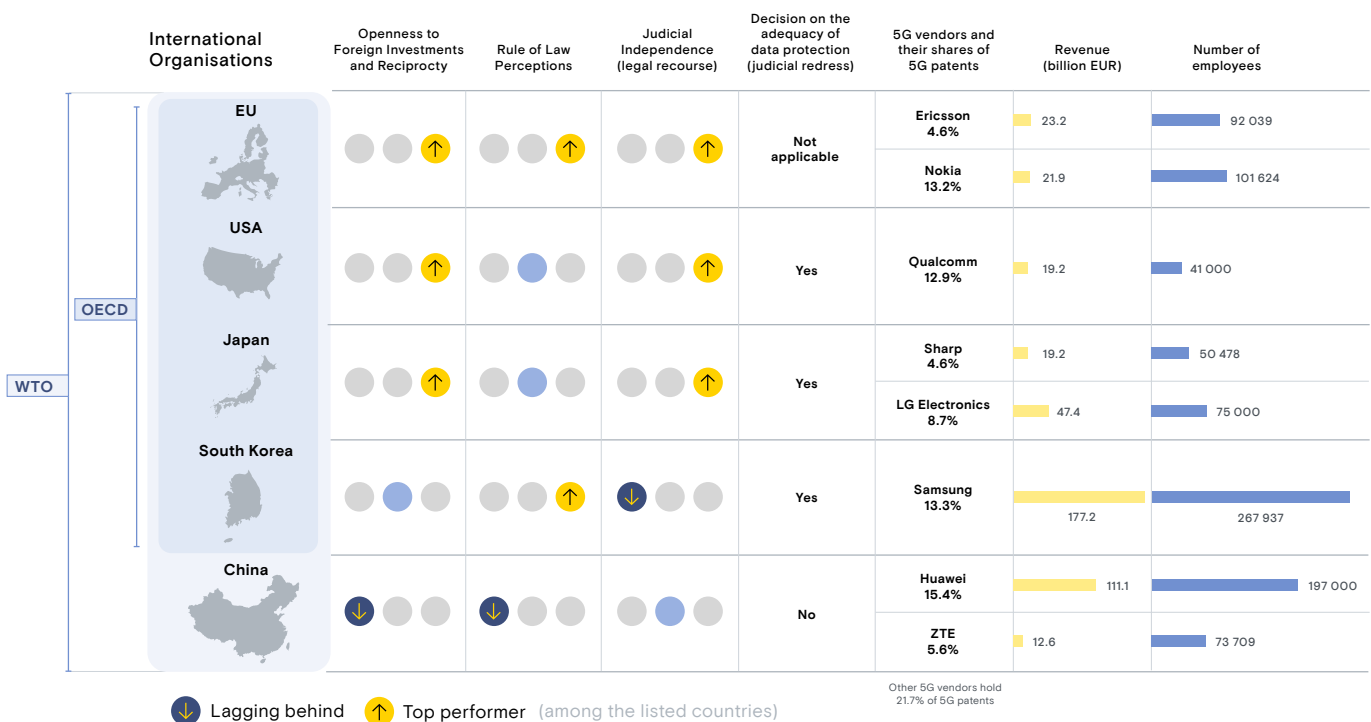 International
Organisations
Openness to
Foreign Investments
and Reciprocty
Rule of Law
Perceptions
Judicial
Independence
(legal recourse)
Decision on the
adequacy of
data protection
(judicial redress)
5G vendors and
their shares of
5G patents
Revenue
(billion EUR)
Number of
employees
WTO
OECD
EU
Not
applicable
Ericsson
4.6%
23.2
92 039
Nokia
13.2%
21.9
101 624
USA
Yes
Qualcomm
12.9%
19.2
41 000
Japan
Yes
Sharp
4.6%
19.2
50 478
LG Electronics
8.7%
47.4
75 000
South Korea
Yes
Samsung
13.3%
177.2
267 937
China
No
Huawei
15.4%
111.1
197 000
ZTE
5.6%
12.6
73 709
Other 5G vendors hold
21.7% of 5G patents
Lagging behind
Top performer (among the listed countries)